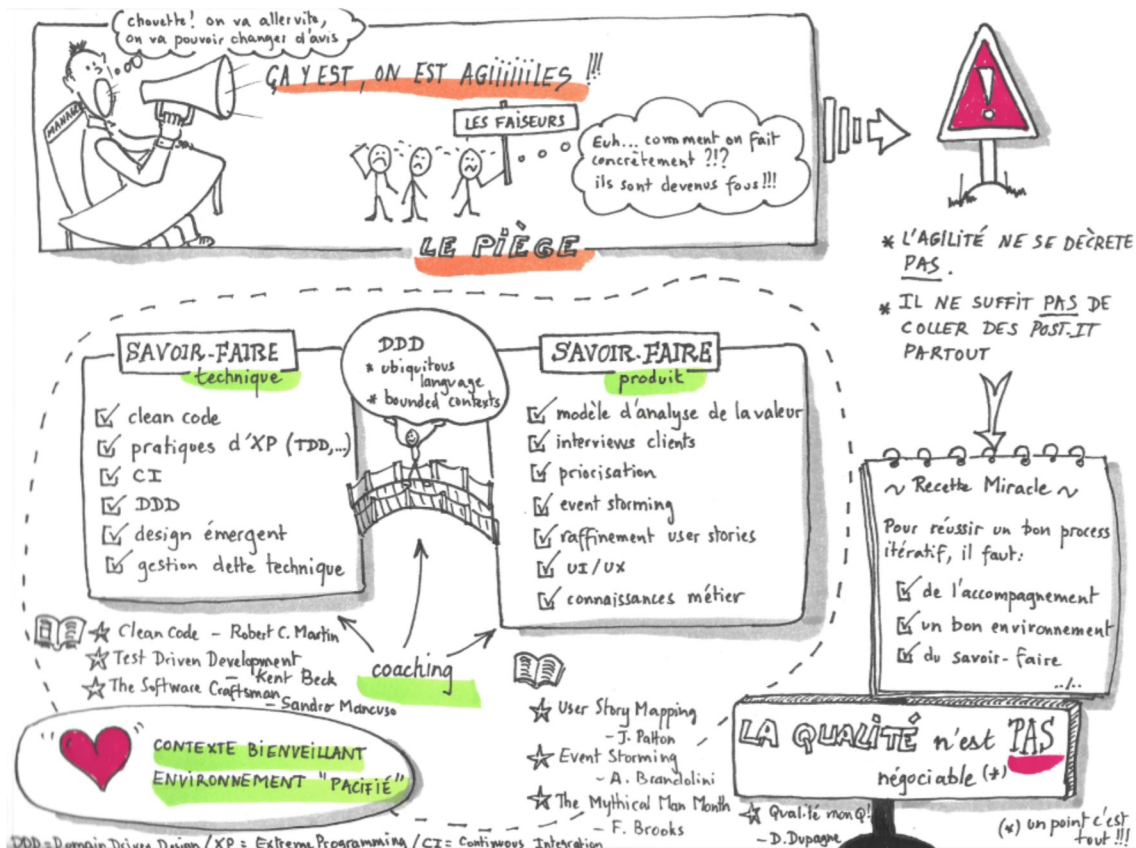 chouette! on va aller vite,
on va pouvoir changer d'avis
MANAG
ÇA Y EST, ON EST AGiiiiiiLES !!!
LES FAiSEURS
Euh... comment on fait
concrètement ?!?
ils sont devenus fous!!!
LE PiÈGE
* L'AGILITÉ NE SE DÉCRETE
PAS.
* IL NE SUFFIT PAS DE
COLLER DES POST-IT
PARTOUT
SAVOIR-FAIRE
technique
clean code
pratiques d'XP (TDD,...)
CI
DDD
design émergent
gestion dette technique
DDD
* ubiquitous
language
* bounded contexts
SAVOIR-FAIRE
produit
modèle d'analyse de la valeur
interviews clients
priorisation
event storming
raffinement user stories
UI/UX
connaissances métier
~ Recette Miracle ~
Pour réussir un bon process
itératif, il faut:
de l'accompagnement
un bon environnement
du savoir-faire
../..
Clean Code - Robert C. Martin
Test Driven Development
- Kent Beck
The Software Craftsman
- Sandro Mancuso
coaching
User Story Mapping
- J. Patton
Event Storming
- A. Brandolini
The Mythical Man Month
- F. Brooks
CONTEXTE BIENVEILLANT
ENVIRONNEMENT "PACIFIÉ"
LA QUALiTÉ n'est PAS
négociable (*)
Qualité mon Q!
- D. Dupagne
(*) un point c'est
tout !!!
DDD = Domain Driven Design / XP = Extreme Programming / CI = Continuous Integration